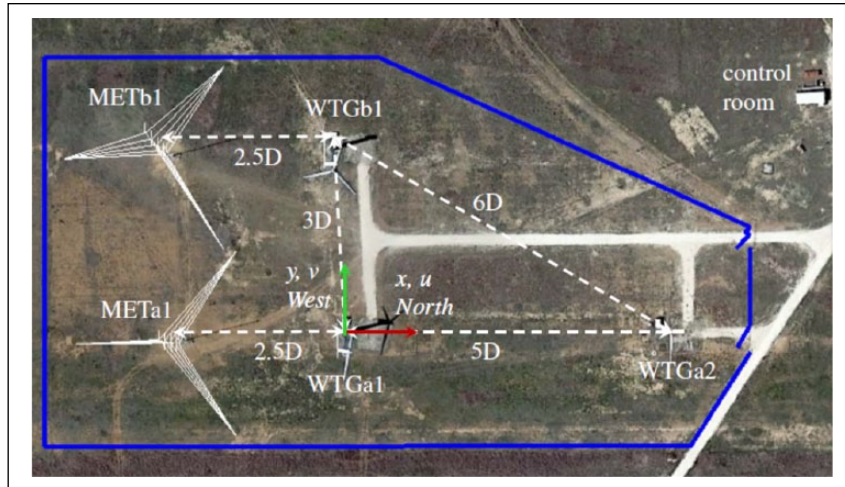 METb1
WTGb1
control
room
2.5D
6D
3D
y, v
West
x, u
North
METa1
2.5D
5D
WTGa1
WTGa2